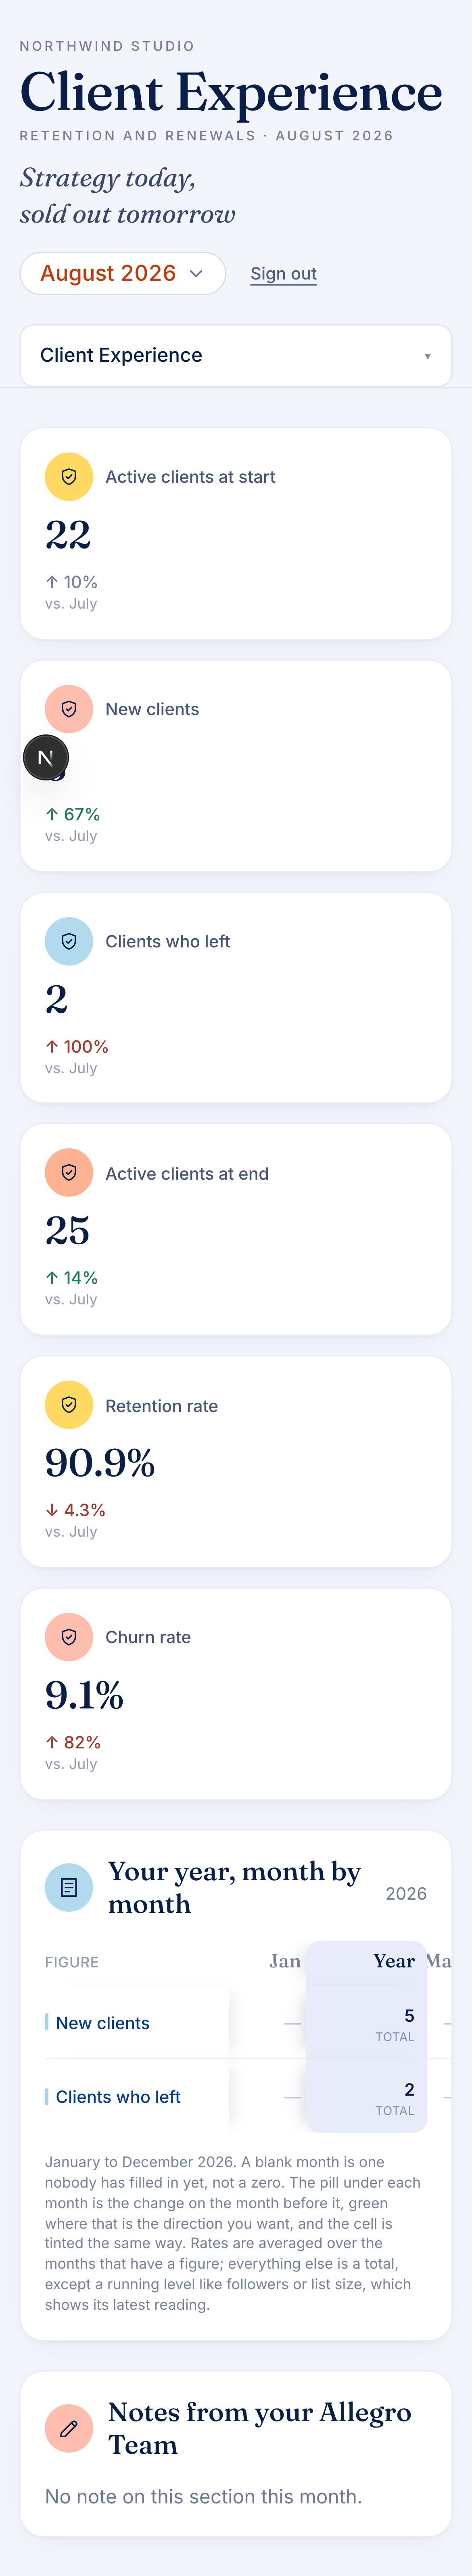 NORTHWIND STUDIO
Client Experience
RETENTION AND RENEWALS · AUGUST 2026
Strategy today,
sold out tomorrow
August 2026
Sign out
Client Experience
Active clients at start
22
↑ 10%
vs. July
New clients
N
↑ 67%
vs. July
Clients who left
2
↑ 100%
vs. July
Active clients at end
25
↑ 14%
vs. July
Retention rate
90.9%
↓ 4.3%
vs. July
Churn rate
9.1%
↑ 82%
vs. July
Your year, month by
month
2026
FIGURE Jan Year
New clients — 5 —
TOTAL
Clients who left — 2 —
TOTAL
January to December 2026. A blank month is one
nobody has filled in yet, not a zero. The pill under each
month is the change on the month before it, green
where that is the direction you want, and the cell is
tinted the same way. Rates are averaged over the
months that have a figure; everything else is a total,
except a running level like followers or list size, which
shows its latest reading.
Notes from your Allegro
Team
No note on this section this month.